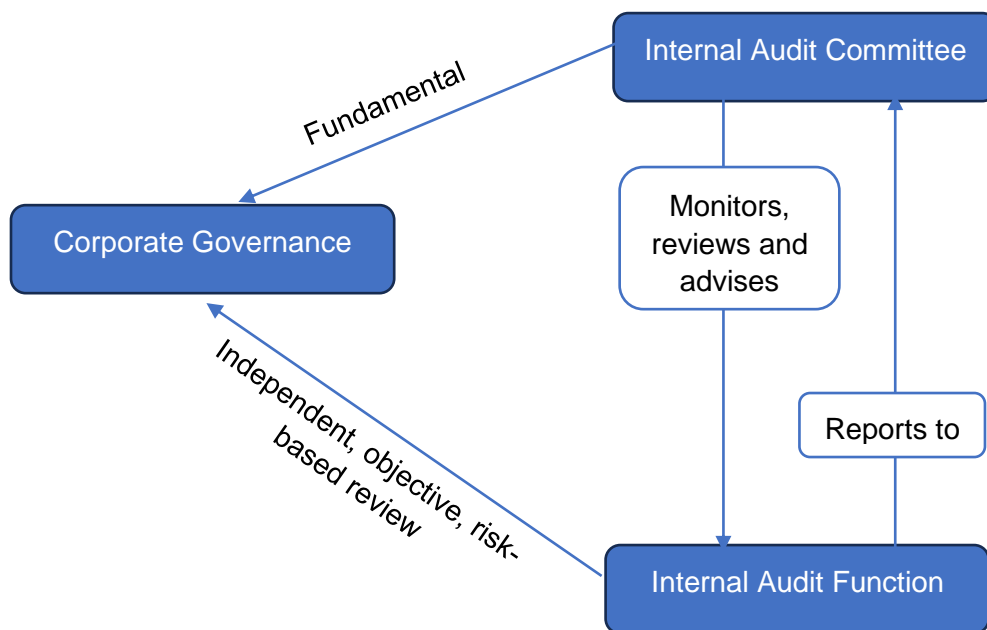 Internal Audit Committee
Fundamental
Monitors,
reviews and
advises
Corporate Governance
Independent, objective, risk-
based review
Reports to
Internal Audit Function